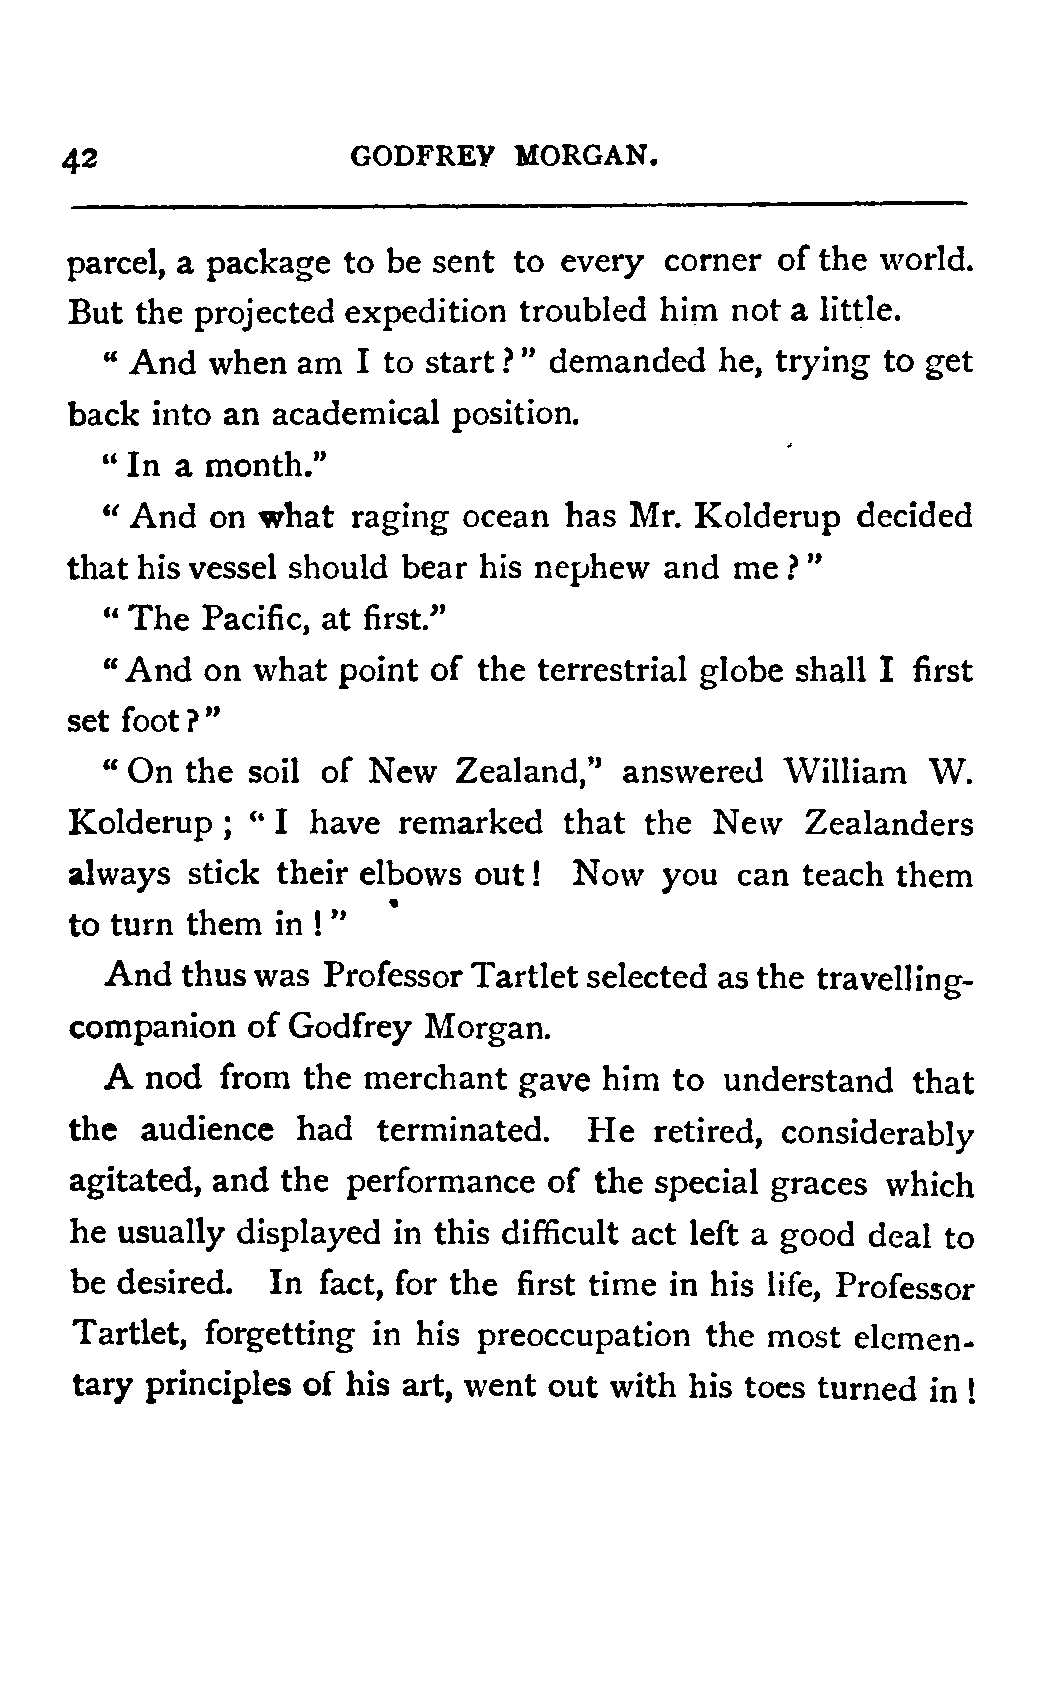 42 GODFREY MORGAN.
parcel, a package to be sent to every corner of the world.
But the projected expedition troubled him not a little.
" And when am I to start ? " demanded he, trying to get
back into an academical position.
" In a month."
" And on what raging ocean has Mr. Kolderup decided
that his vessel should bear his nephew and me ? "
" The Pacific, at first."
" And on what point of the terrestrial globe shall I first
set foot ? "
" On the soil of New Zealand," answered William W.
Kolderup ; " I have remarked that the New Zealanders
always stick their elbows out ! Now you can teach them
to turn them in ! "
And thus was Professor Tartlet selected as the travelling-
companion of Godfrey Morgan.
A nod from the merchant gave him to understand that
the audience had terminated. He retired, considerably
agitated, and the performance of the special graces which
he usually displayed in this difficult act left a good deal to
be desired. In fact, for the first time in his life, Professor
Tartlet, forgetting in his preoccupation the most elemen-
tary principles of his art, went out with his toes turned in !